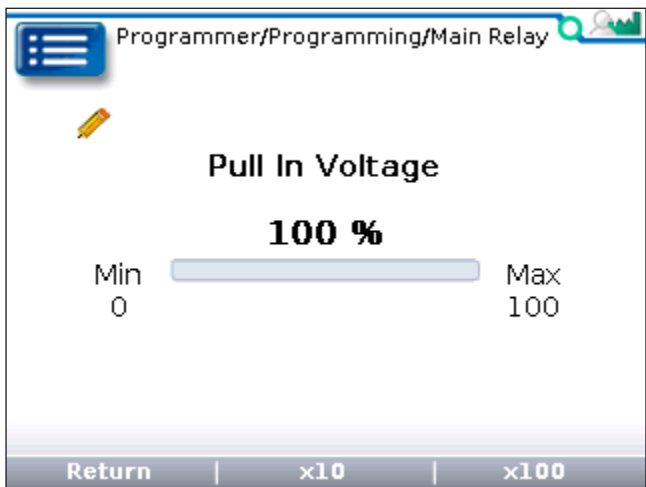 Programmer/Programming/Main Relay
Pull In Voltage
100 %
Min
Max
0
100
Return | x10 | x100